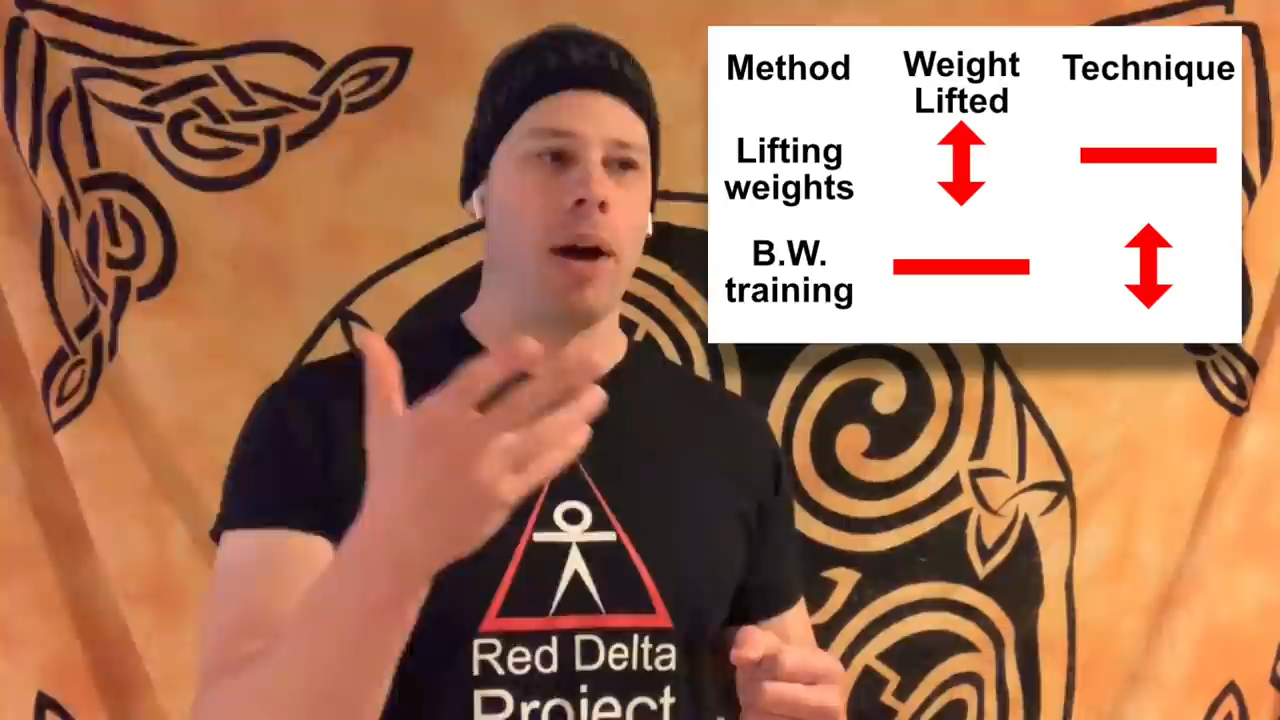 Method Weight Lifted Technique
Lifting weights
B.W. training
Red Delta
Project